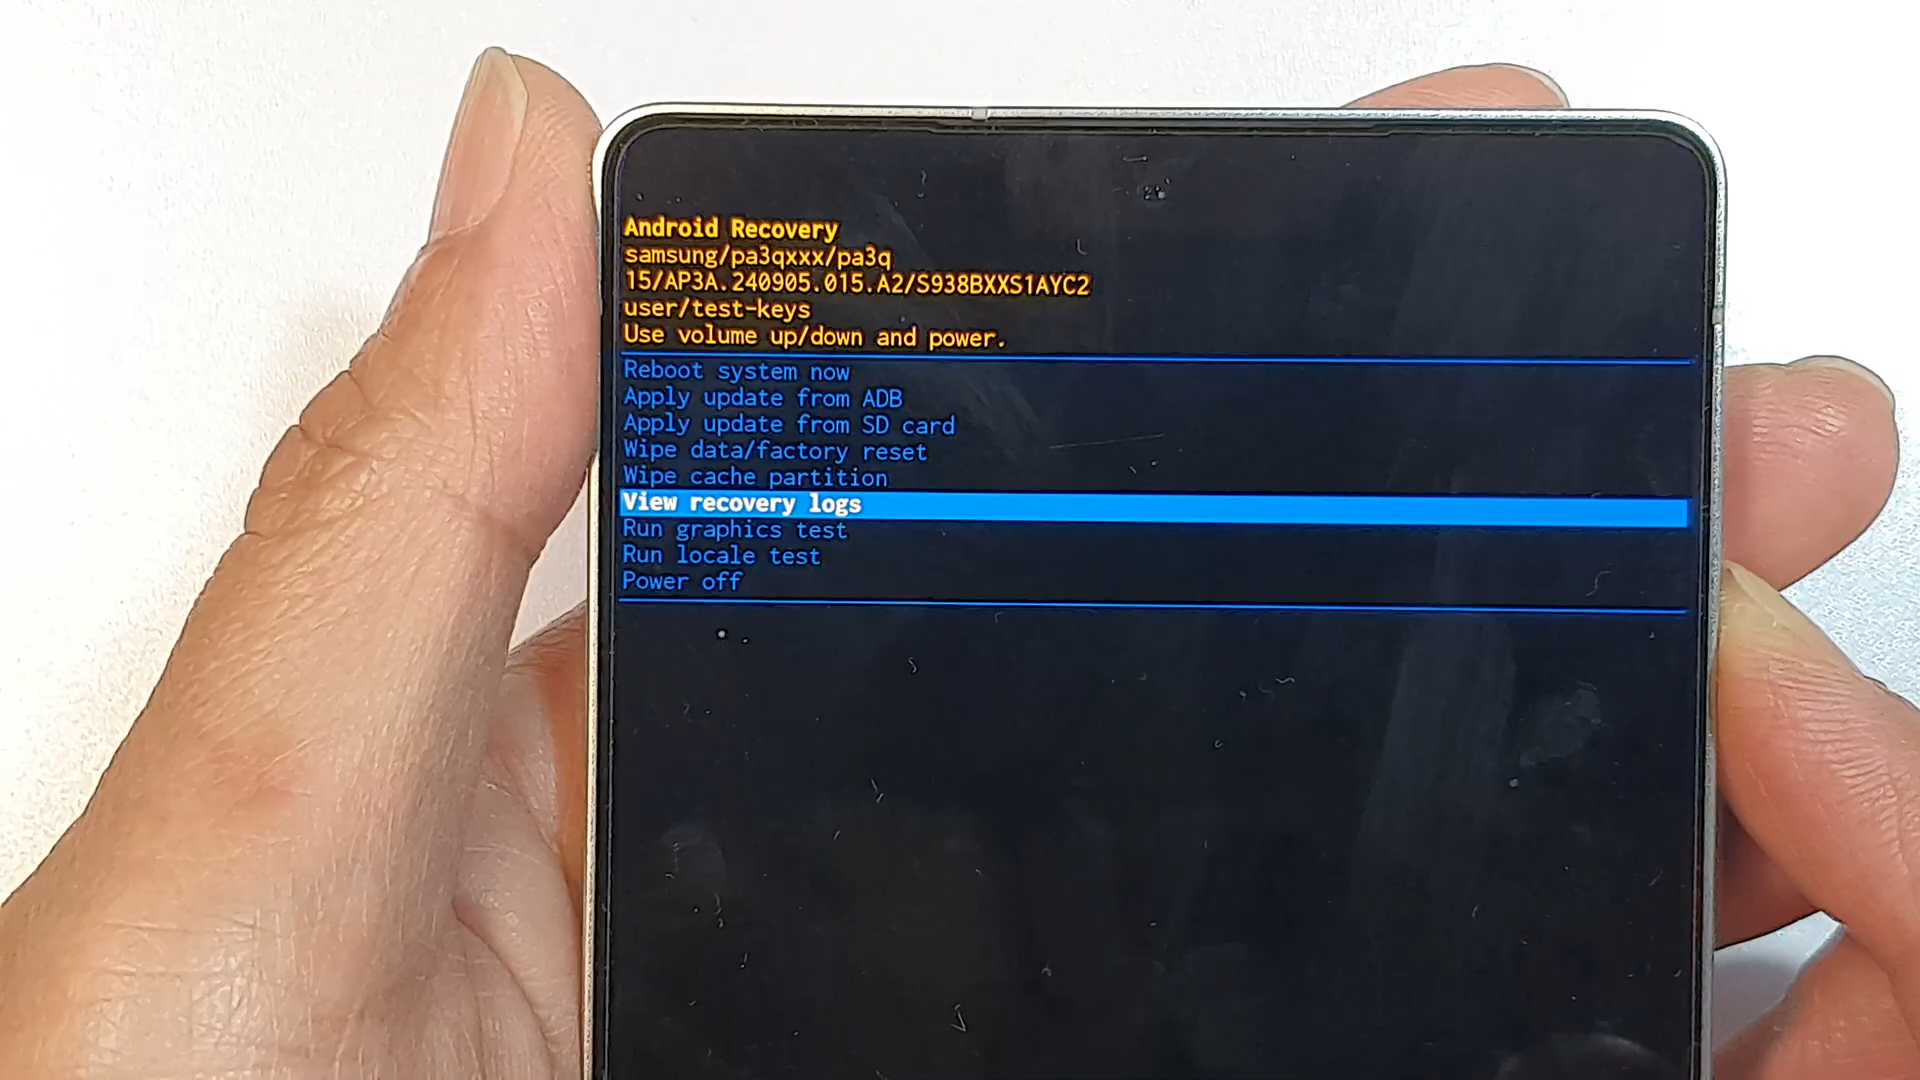 Android Recovery
samsung/pa3qxxx/pa3q
15/AP3A.240905.015.A2/S938BXXS1AYC2
user/test-keys
Use volume up/down and power.
Reboot system now
Apply update from ADB
Apply update from SD card
Wipe data/factory reset
Wipe cache partition
View recovery logs
Run graphics test
Run locale test
Power off